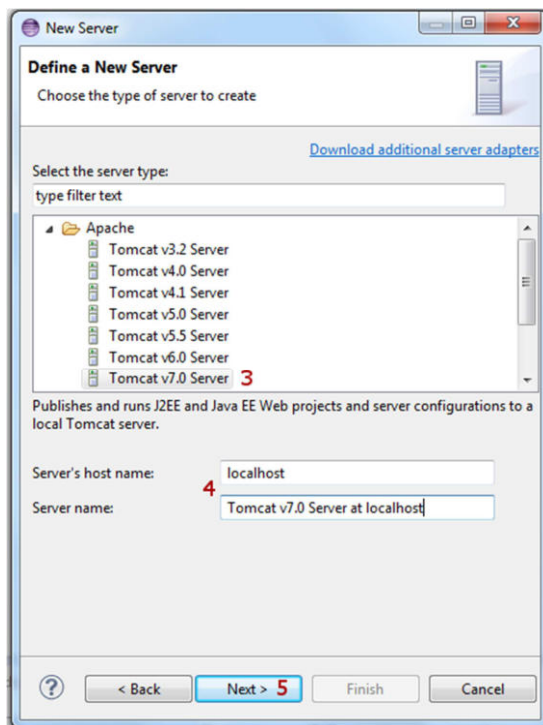 New Server
Define a New Server
Choose the type of server to create
Download additional server adapters
Select the server type:
type filter text
Apache
Tomcat v3.2 Server
Tomcat v4.0 Server
Tomcat v4.1 Server
Tomcat v5.0 Server
Tomcat v5.5 Server
Tomcat v6.0 Server
Tomcat v7.0 Server 3
Publishes and runs J2EE and Java EE Web projects and server configurations to a
local Tomcat server.
Server's host name: localhost
4
Server name: Tomcat v7.0 Server at localhost
? < Back Next > 5 Finish Cancel